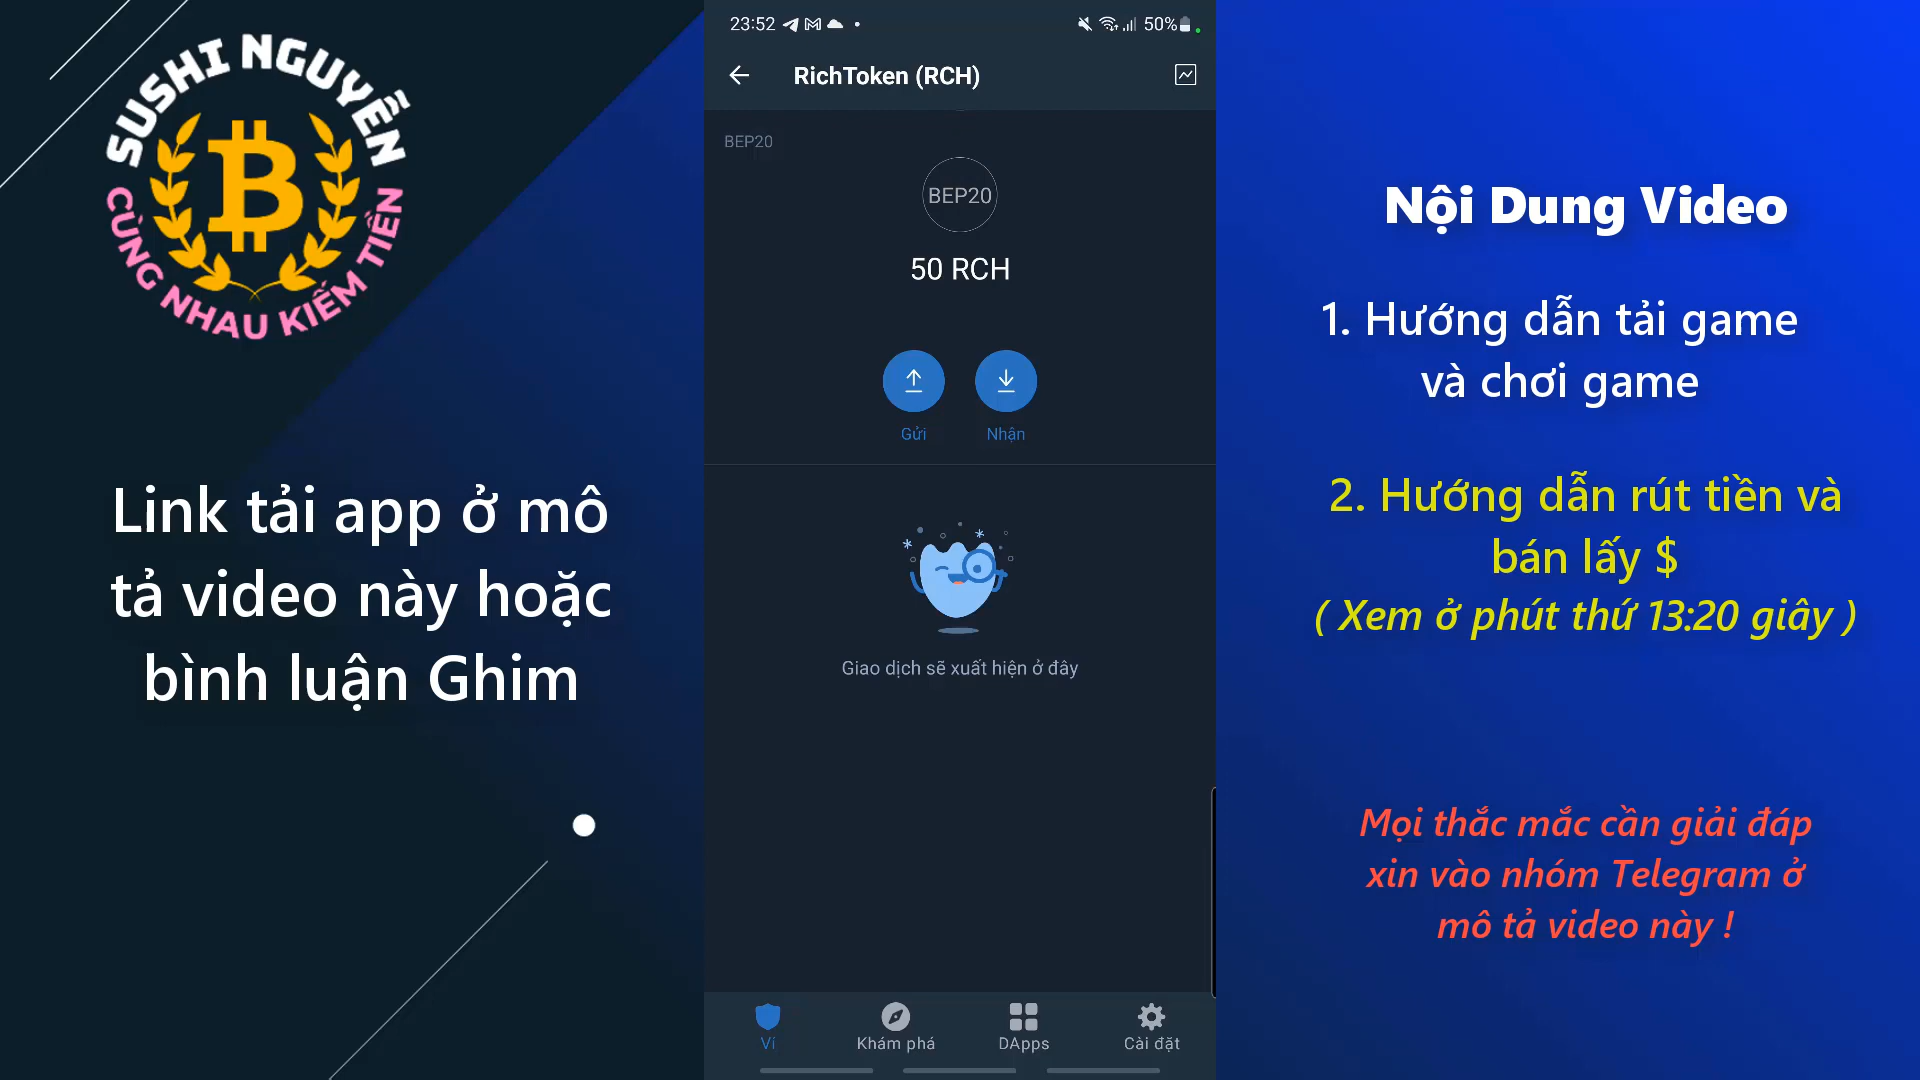 SUSHI NGUYỄN
CÙNG NHAU KIẾM TIỀN
Link tải app ở mô
tả video này hoặc
bình luận Ghim
23:52
50%
RichToken (RCH)
BEP20
BEP20
50 RCH
Gửi
Nhận
Giao dịch sẽ xuất hiện ở đây
Ví
Khám phá
DApps
Cài đặt
Nội Dung Video
1. Hướng dẫn tải game
và chơi game
2. Hướng dẫn rút tiền và
bán lấy $
( Xem ở phút thứ 13:20 giây )
Mọi thắc mắc cần giải đáp
xin vào nhóm Telegram ở
mô tả video này !